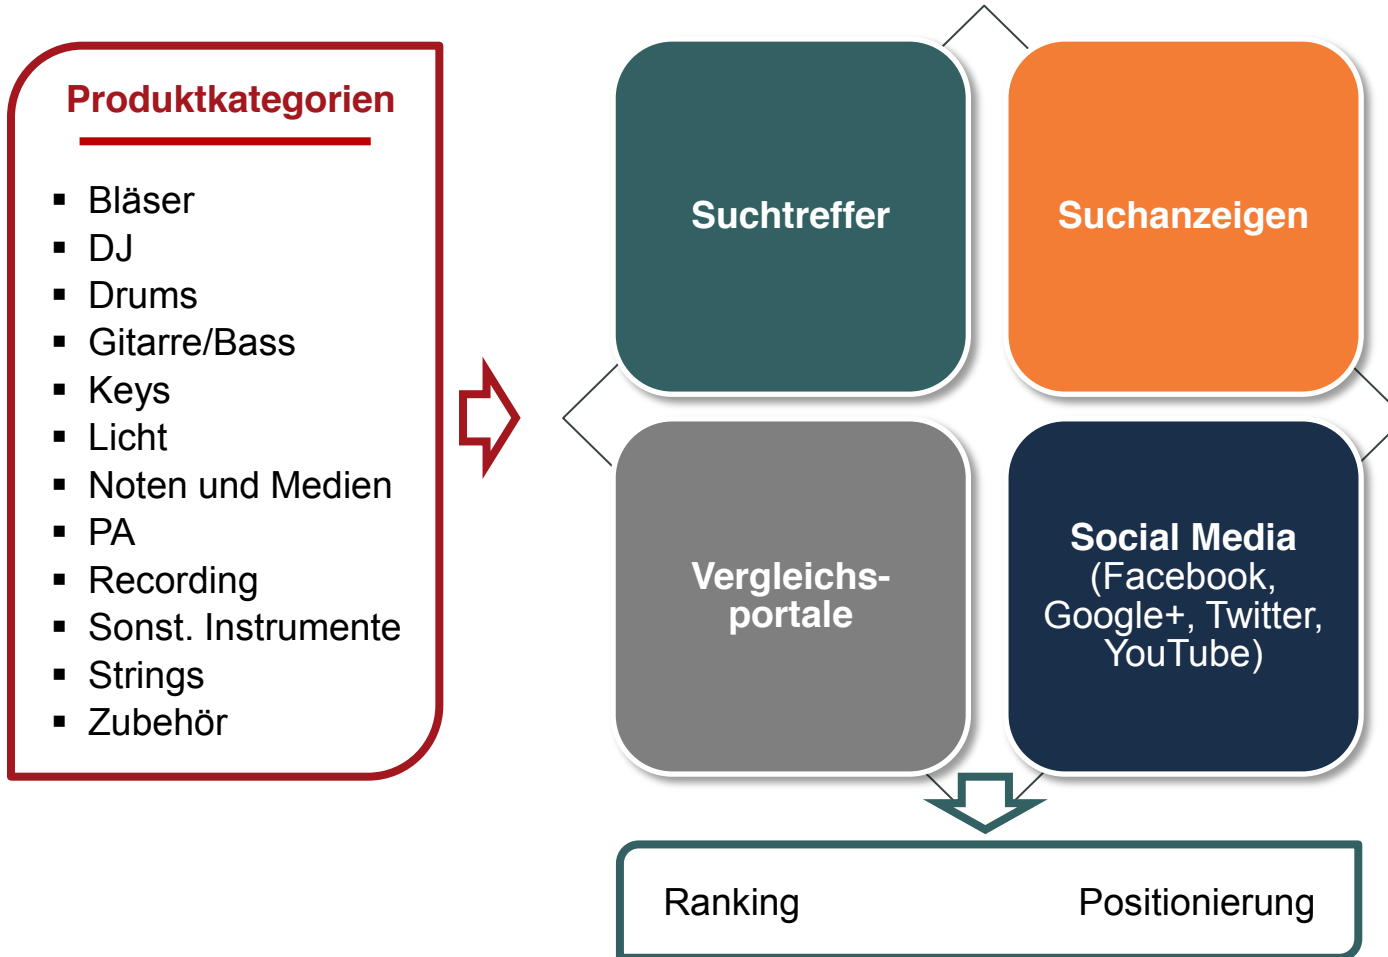 Produktkategorien
Bläser
DJ
Drums
Gitarre/Bass
Keys
Licht
Noten und Medien
PA
Recording
Sonst. Instrumente
Strings
Zubehör
Suchtreffer
Suchanzeigen
Vergleichs-
portale
Social Media
(Facebook,
Google+, Twitter,
YouTube)
Ranking
Positionierung